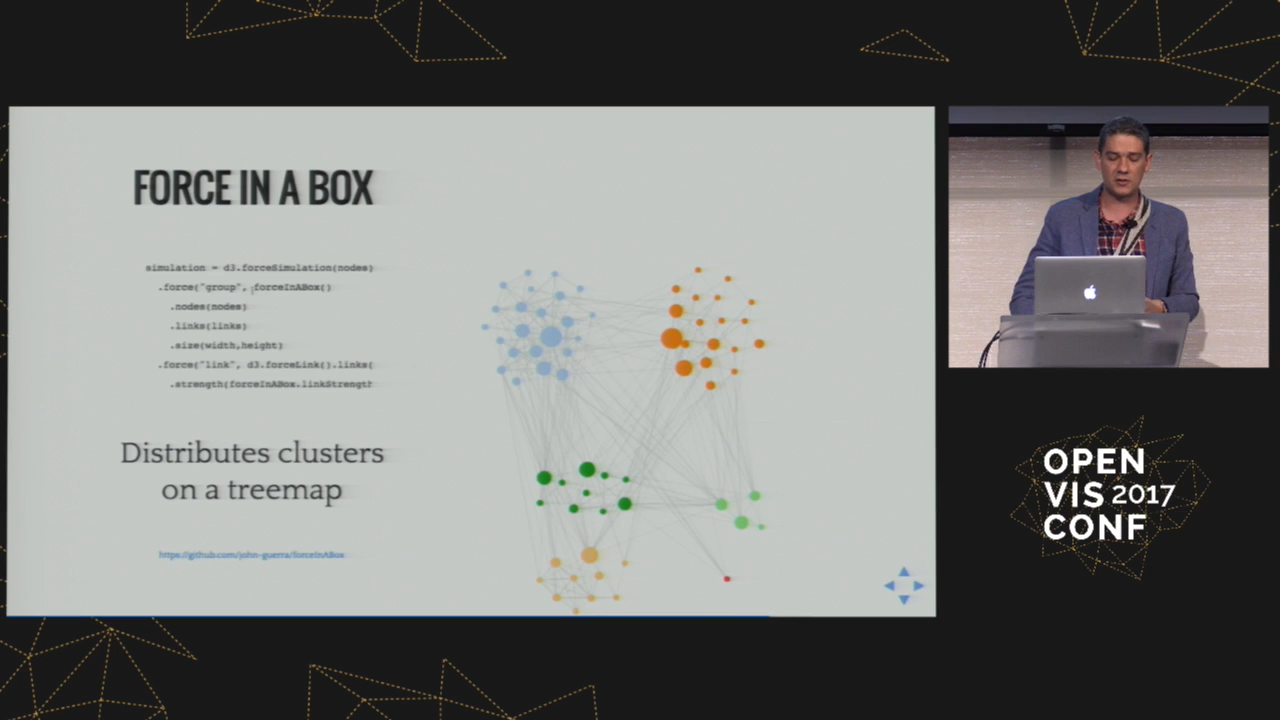 FORCE IN A BOX
simulation = d3.forceSimulation(nodes)
.force("group", forceInABox()
.nodes(nodes)
.links(links)
.size(width,height)
.force("link", d3.forceLink().links(
.strength(forceInABox.linkStrengt
Distributes clusters
on a treemap
https://github.com/john-guerra/forceInABox
OPEN
VIS 2017
CONF